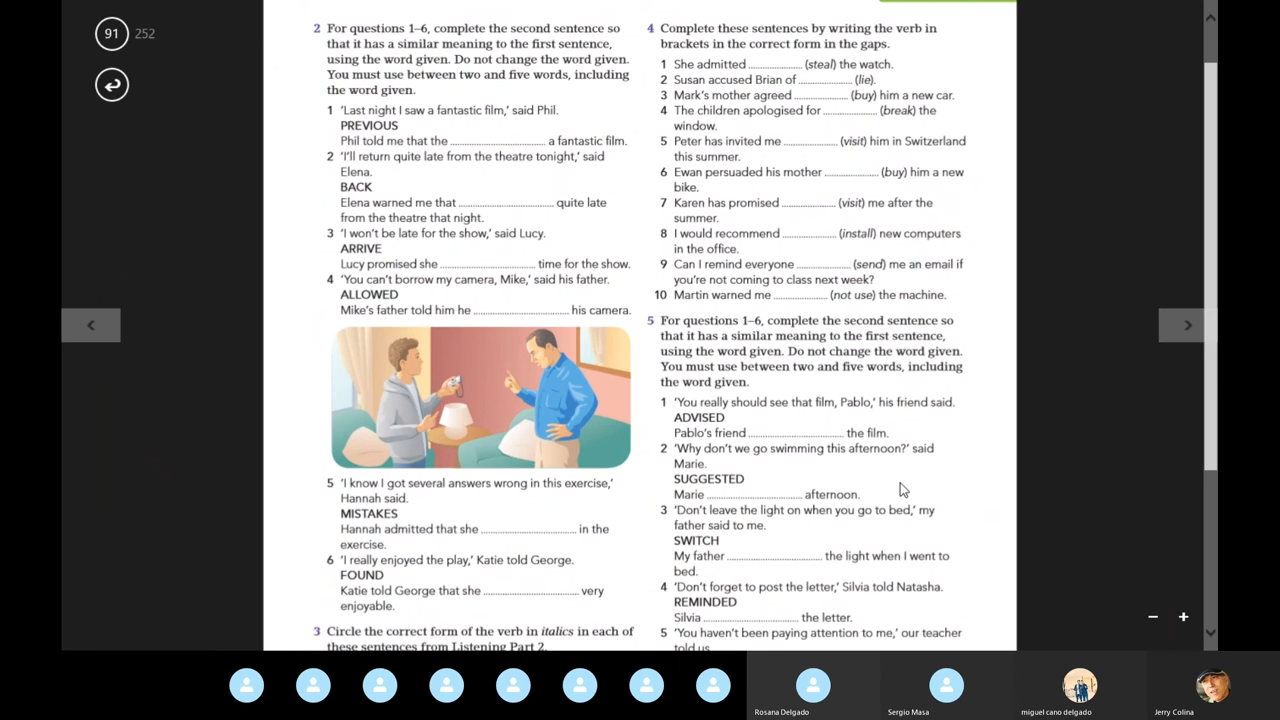 91 252
2 For questions 1–6, complete the second sentence so
that it has a similar meaning to the first sentence,
using the word given. Do not change the word given.
You must use between two and five words, including
the word given.
1 ‘Last night I saw a fantastic film,’ said Phil.
PREVIOUS
Phil told me that the .............................. a fantastic film.
2 ‘I’ll return quite late from the theatre tonight,’ said
Elena.
BACK
Elena warned me that .............................. quite late
from the theatre that night.
3 ‘I won’t be late for the show,’ said Lucy.
ARRIVE
Lucy promised she .............................. time for the show.
4 ‘You can’t borrow my camera, Mike,’ said his father.
ALLOWED
Mike’s father told him he .............................. his camera.
5 ‘I know I got several answers wrong in this exercise,’
Hannah said.
MISTAKES
Hannah admitted that she .............................. in the
exercise.
6 ‘I really enjoyed the play,’ Katie told George.
FOUND
Katie told George that she .............................. very
enjoyable.
3 Circle the correct form of the verb in italics in each of
these sentences from Listening Part 2.
4 Complete these sentences by writing the verb in
brackets in the correct form in the gaps.
1 She admitted ................. (steal) the watch.
2 Susan accused Brian of ................. (lie).
3 Mark’s mother agreed ................. (buy) him a new car.
4 The children apologised for ................. (break) the
window.
5 Peter has invited me ................. (visit) him in Switzerland
this summer.
6 Ewan persuaded his mother ................. (buy) him a new
bike.
7 Karen has promised ................. (visit) me after the
summer.
8 I would recommend ................. (install) new computers
in the office.
9 Can I remind everyone ................. (send) me an email if
you’re not coming to class next week?
10 Martin warned me ................. (not use) the machine.
5 For questions 1–6, complete the second sentence so
that it has a similar meaning to the first sentence,
using the word given. Do not change the word given.
You must use between two and five words, including
the word given.
1 ‘You really should see that film, Pablo,’ his friend said.
ADVISED
Pablo’s friend .............................. the film.
2 ‘Why don’t we go swimming this afternoon?’ said
Marie.
SUGGESTED
Marie .............................. afternoon.
3 ‘Don’t leave the light on when you go to bed,’ my
father said to me.
SWITCH
My father .............................. the light when I went to
bed.
4 ‘Don’t forget to post the letter,’ Silvia told Natasha.
REMINDED
Silvia .............................. the letter.
5 ‘You haven’t been paying attention to me,’ our teacher
told us.
Rosana Delgado
Sergio Masa
miguel cano delgado
Jerry Colina